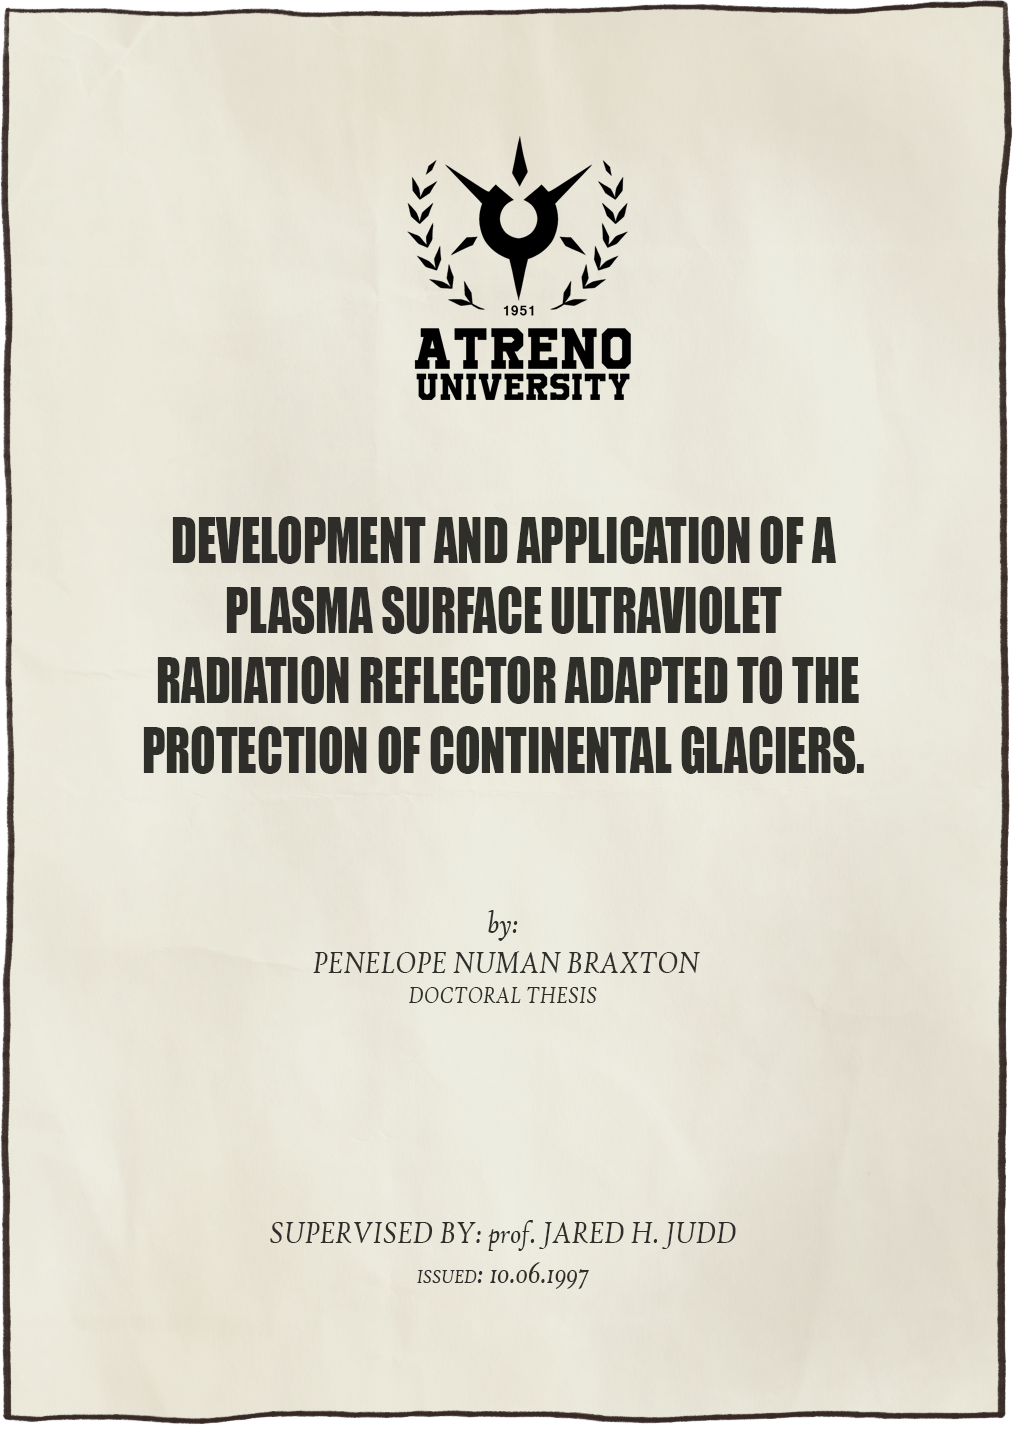 1951
ATRENO
UNIVERSITY
DEVELOPMENT AND APPLICATION OF A
PLASMA SURFACE ULTRAVIOLET
RADIATION REFLECTOR ADAPTED TO THE
PROTECTION OF CONTINENTAL GLACIERS.
by:
PENELOPE NUMAN BRAXTON
DOCTORAL THESIS
SUPERVISED BY: prof. JARED H. JUDD
ISSUED: 10.06.1997